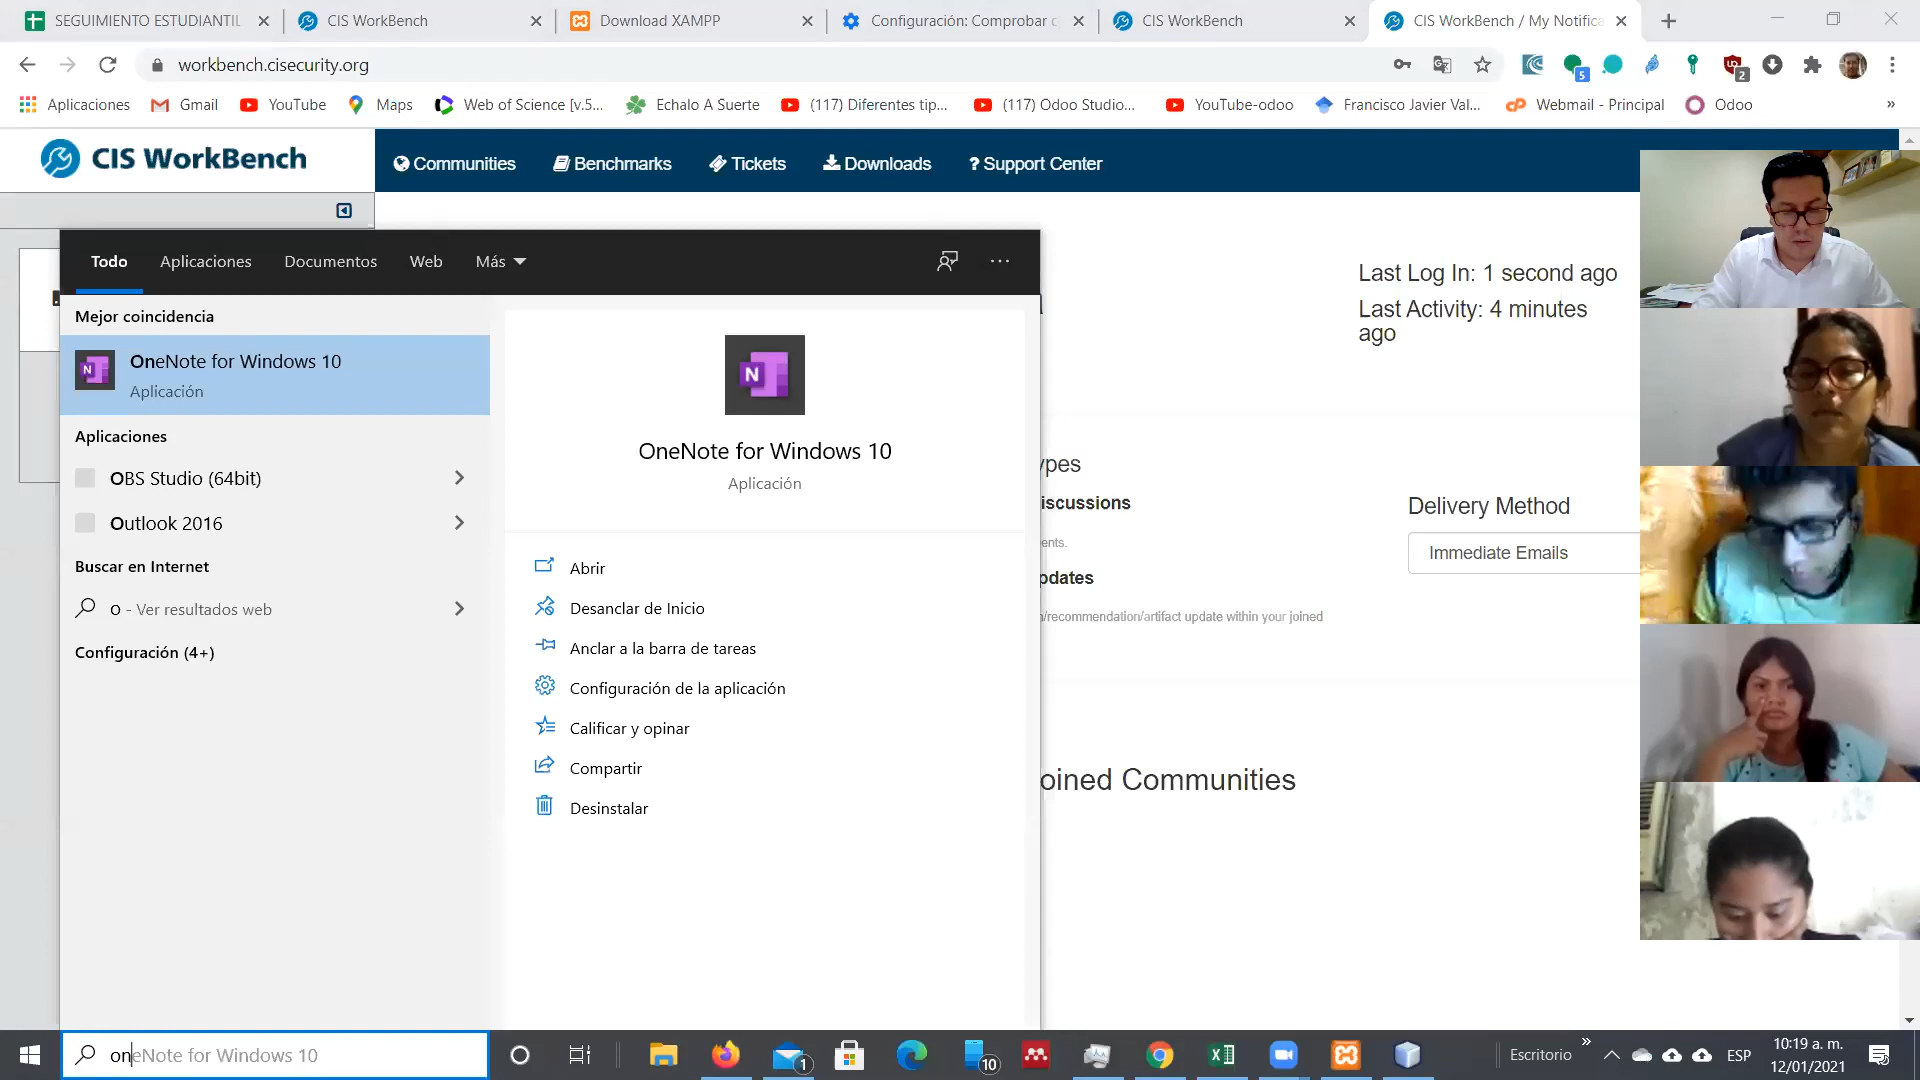 SEGUIMIENTO ESTUDIANTIL
CIS WorkBench
Download XAMPP
Configuración: Comprobar c
CIS WorkBench
CIS WorkBench / My Notifica
workbench.cisecurity.org
5
2
Aplicaciones
Gmail
YouTube
Maps
Web of Science [v.5...
Echalo A Suerte
(117) Diferentes tip...
(117) Odoo Studio...
YouTube-odoo
Francisco Javier Val...
Webmail - Principal
Odoo
»
CIS WorkBench
Communities
Benchmarks
Tickets
Downloads
? Support Center
Todo
Aplicaciones
Documentos
Web
Más
Last Log In: 1 second ago
Last Activity: 4 minutes
ago
Mejor coincidencia
OneNote for Windows 10
Aplicación
Aplicaciones
OBS Studio (64bit)
Outlook 2016
Buscar en Internet
o - Ver resultados web
Configuración (4+)
N
OneNote for Windows 10
Aplicación
Abrir
Desanclar de Inicio
Anclar a la barra de tareas
Configuración de la aplicación
Calificar y opinar
Compartir
Desinstalar
ypes
iscussions
ents.
pdates
n/recommendation/artifact update within your joined
Delivery Method
Immediate Emails
oined Communities
oneNote for Windows 10
1
10
Escritorio
»
ESP
10:19 a. m.
12/01/2021